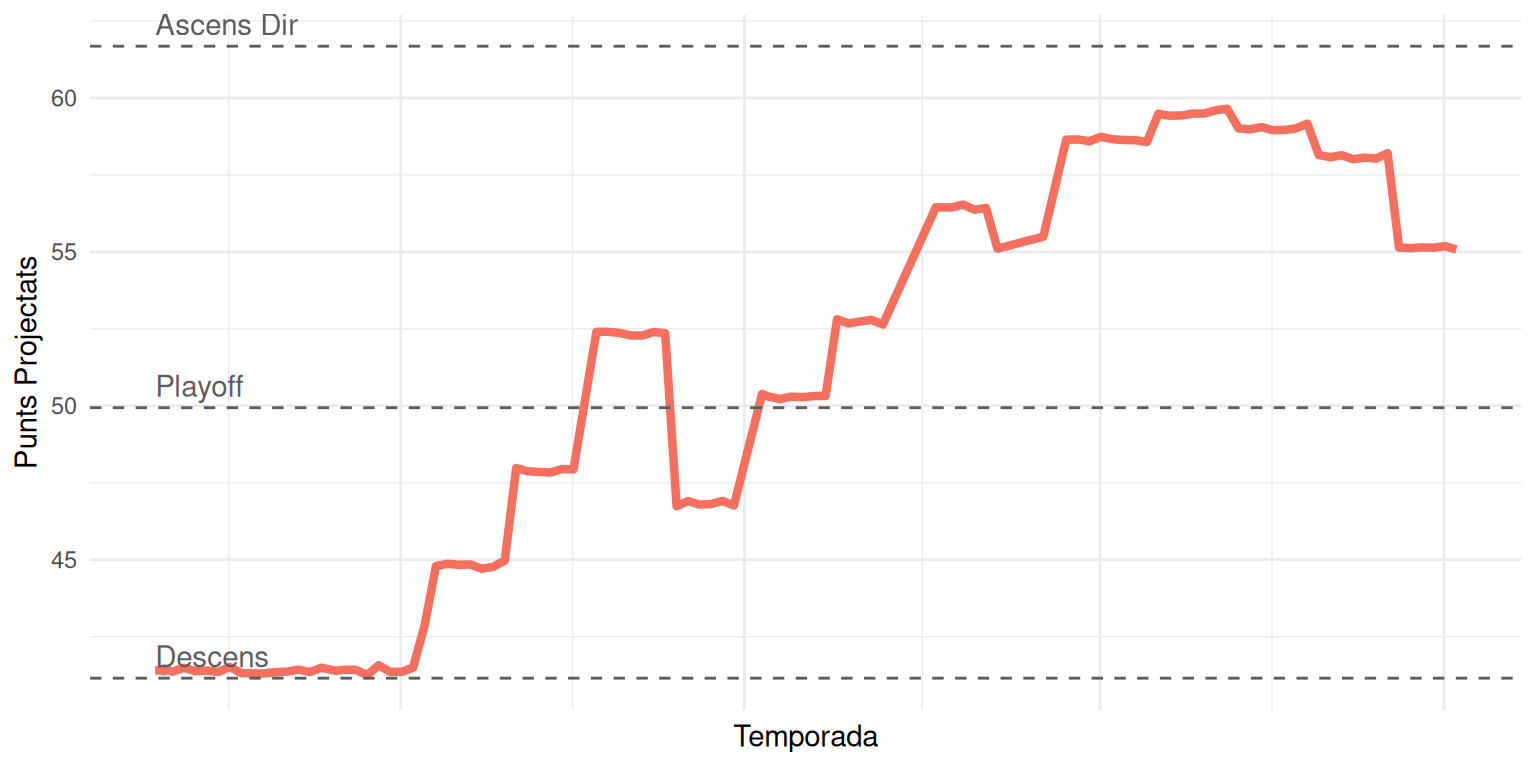 Ascens Dir
60
55
Playoff
50
45
Descens
Punts Projectats
Temporada